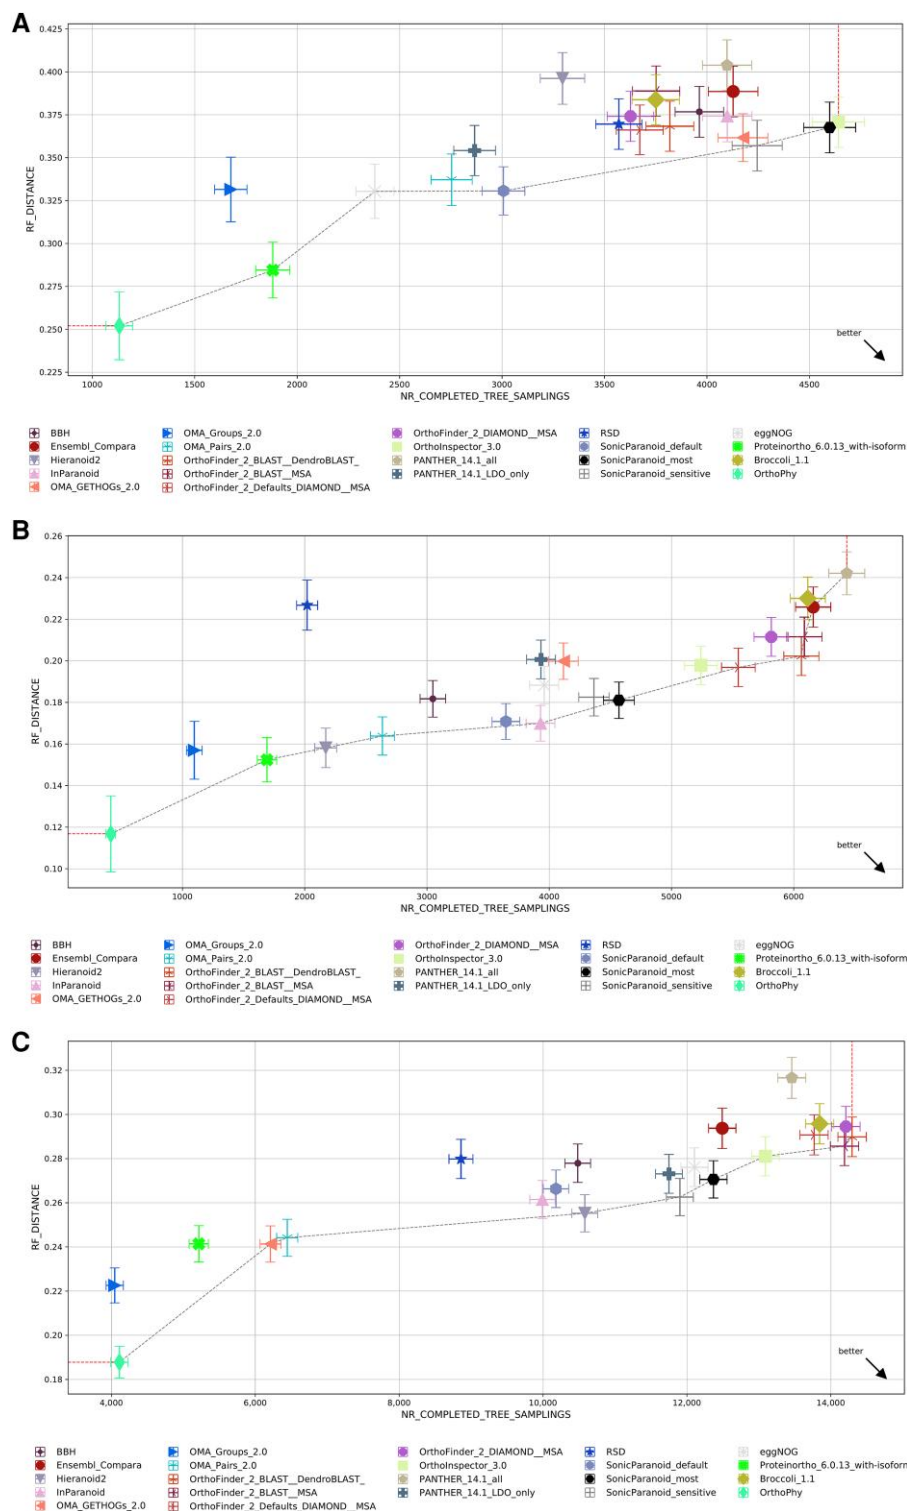 A
0.425
0.400
0.375
0.350
0.325
0.300
0.275
0.250
0.225
RF_DISTANCE
1000 1500 2000 2500 3000 3500 4000 4500
NR_COMPLETED_TREE_SAMPLINGS
better
BBH OMA_Groups_2.0 OrthoFinder_2_DIAMOND__MSA RSD eggNOG
Ensembl_Compara OMA_Pairs_2.0 OrthoInspector_3.0 SonicParanoid_default Proteinortho_6.0.13_with-isoform
Hieranoid2 OrthoFinder_2_BLAST__DendroBLAST_ PANTHER_14.1_all SonicParanoid_most Broccoli_1.1
InParanoid OrthoFinder_2_BLAST__MSA PANTHER_14.1_LDO_only SonicParanoid_sensitive OrthoPhy
OMA_GETHOGs_2.0 OrthoFinder_2_Defaults_DIAMOND__MSA
B
0.26
0.24
0.22
0.20
0.18
0.16
0.14
0.12
0.10
RF_DISTANCE
1000 2000 3000 4000 5000 6000
NR_COMPLETED_TREE_SAMPLINGS
better
BBH OMA_Groups_2.0 OrthoFinder_2_DIAMOND__MSA RSD eggNOG
Ensembl_Compara OMA_Pairs_2.0 OrthoInspector_3.0 SonicParanoid_default Proteinortho_6.0.13_with-isoform
Hieranoid2 OrthoFinder_2_BLAST__DendroBLAST_ PANTHER_14.1_all SonicParanoid_most Broccoli_1.1
InParanoid OrthoFinder_2_BLAST__MSA PANTHER_14.1_LDO_only SonicParanoid_sensitive OrthoPhy
OMA_GETHOGs_2.0 OrthoFinder_2_Defaults_DIAMOND__MSA
C
0.32
0.30
0.28
0.26
0.24
0.22
0.20
0.18
RF_DISTANCE
4,000 6,000 8,000 10,000 12,000 14,000
NR_COMPLETED_TREE_SAMPLINGS
better
BBH OMA_Groups_2.0 OrthoFinder_2_DIAMOND__MSA RSD eggNOG
Ensembl_Compara OMA_Pairs_2.0 OrthoInspector_3.0 SonicParanoid_default Proteinortho_6.0.13_with-isoform
Hieranoid2 OrthoFinder_2_BLAST__DendroBLAST_ PANTHER_14.1_all SonicParanoid_most Broccoli_1.1
InParanoid OrthoFinder_2_BLAST__MSA PANTHER_14.1_LDO_only SonicParanoid_sensitive OrthoPhy
OMA_GETHOGs_2.0 OrthoFinder_2_Defaults_DIAMOND__MSA